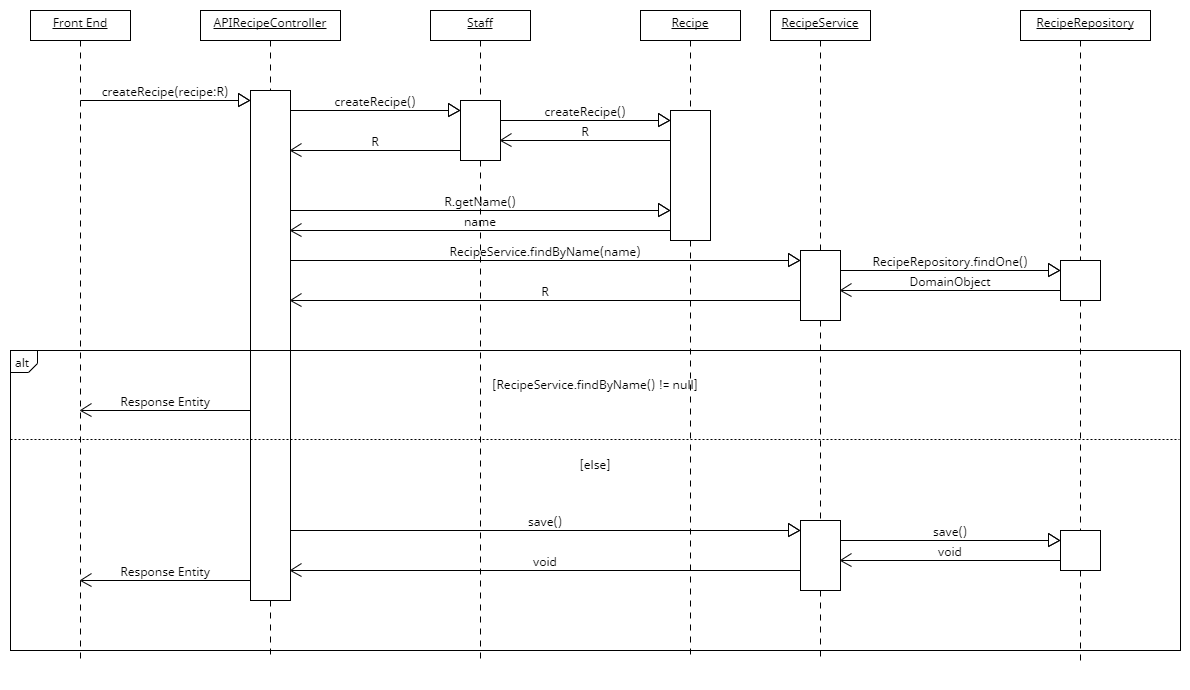 Front End
APIRecipeController
Staff
Recipe
RecipeService
RecipeRepository
createRecipe(recipe:R)
createRecipe()
createRecipe()
R
R
R.getName()
name
RecipeService.findByName(name)
RecipeRepository.findOne()
DomainObject
R
alt
[RecipeService.findByName() != null]
Response Entity
[else]
save()
save()
void
void
Response Entity